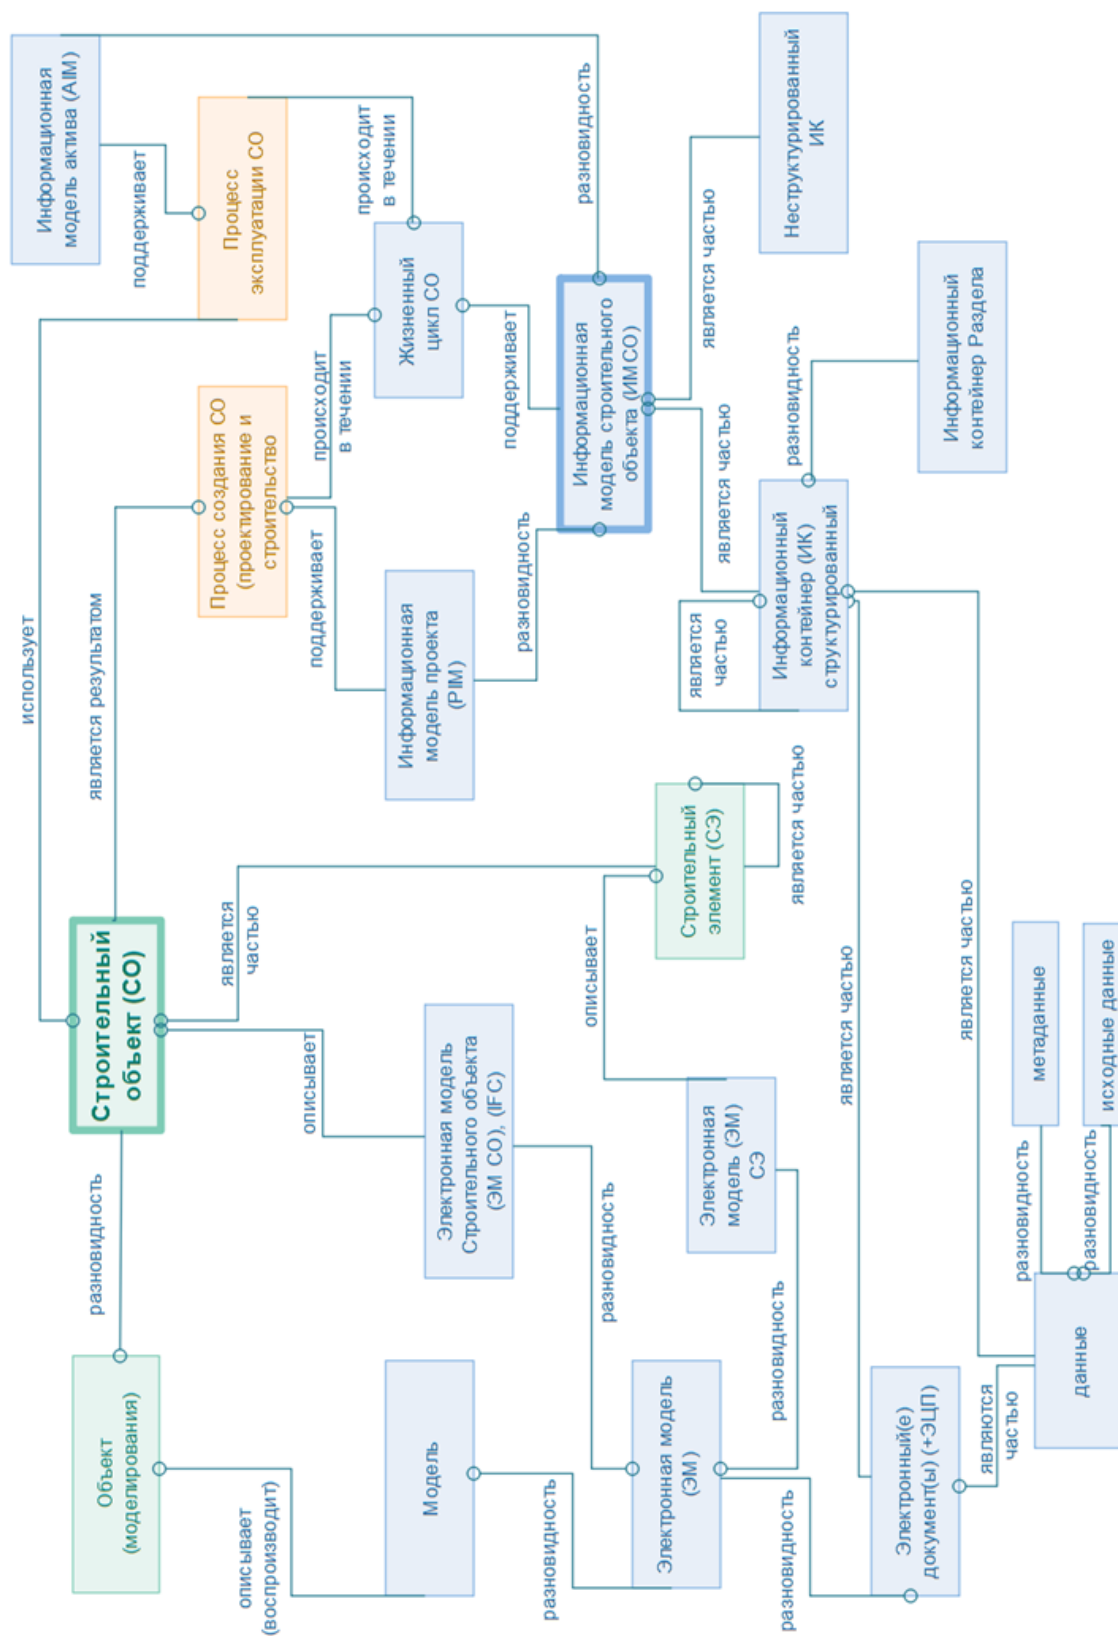 Объект
(моделирования)
разновидность
Строительный
объект (СО)
является результатом
использует
Информационная
модель актива (AIM)
поддерживает
Процесс
эксплуатации СО
Процесс создания СО
(проектирование и
строительство
происходит
в течении
происходит
в течении
поддерживает
Жизненный
цикл СО
описывает
(воспроизводит)
является
частью
описывает
Модель
Электронная модель
Строительного объекта
(ЭМ СО), (IFC)
Информационная
модель проекта
(PIM)
поддерживает
разновидность
разновидность
Информационная
модель строительного
объекта (ИМСО)
разновидность
разновидность
описывает
Электронная модель
(ЭМ)
Электронная
модель (ЭМ)
СЭ
Строительный
элемент (СЭ)
является
частью
является частью
является частью
Информационный
контейнер (ИК)
структурированный
Неструктурированный
ИК
разновидность
разновидность
является частью
разновидность
является частью
Электронный(е)
документ(ы) (+ЭЦП)
Информационный
контейнер Раздела
является частью
являются
частью
разновидность
метаданные
данные
разновидность
исходные данные